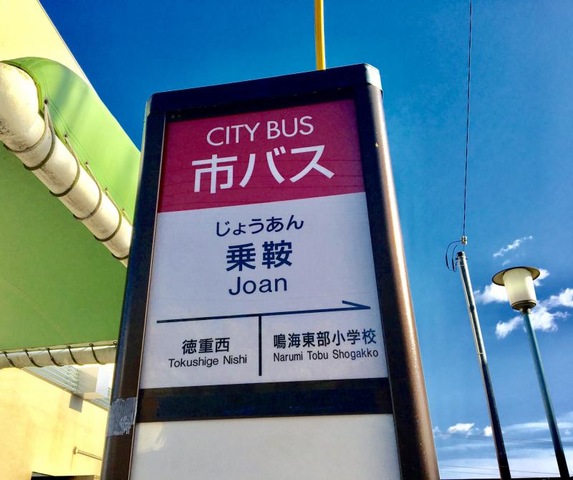 CITY BUS
市バス
じょうあん
乗鞍
Joan
徳重西
Tokushige Nishi
鳴海東部小学校
Narumi Tobu Shogakko